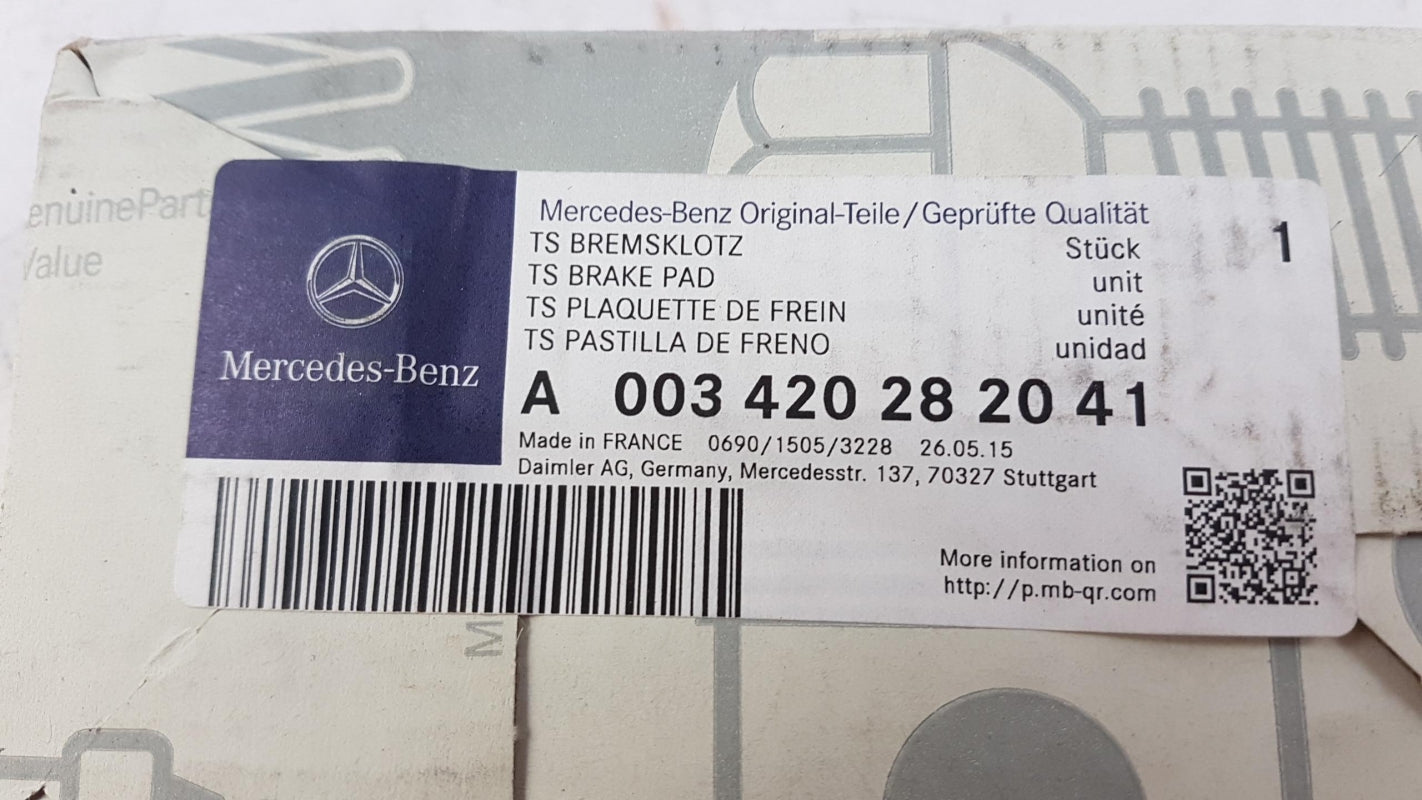 enuinePart
Value
Mercedes-Benz
Mercedes-Benz Original-Teile/Geprüfte Qualität
TS BREMSKLOTZ Stück 1
TS BRAKE PAD unit
TS PLAQUETTE DE FREIN unité
TS PASTILLA DE FRENO unidad
A 003 420 28 20 41
Made in FRANCE 0690/1505/3228 26.05.15
Daimler AG, Germany, Mercedesstr. 137, 70327 Stuttgart
More information on
http://p.mb-qr.com
M